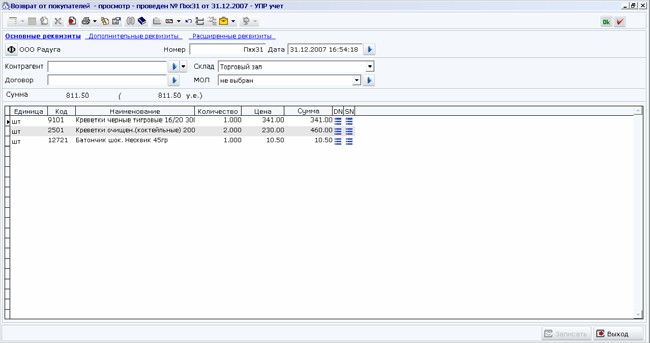 Возврат от покупателей - просмотр - проведен № Пхх31 от 31.12.2007 - УПР учет
Основные реквизиты Дополнительные реквизиты Расширенные реквизиты
Ф ООО Радуга Номер Пхх31 Дата 31.12.2007 16:54:18
Контрагент Склад Торговый зал
Договор МОЛ не выбран
Сумма 811.50 ( 811.50 у.е.)
Единица Код Наименование Количество Цена Сумма DN SN
шт 9101 Креветки черные тигровые 16/20 30 1.000 341.00 341.00
шт 2501 Креветки очищен.(коктейльные) 200 2.000 230.00 460.00
шт 12721 Батончик шок. Несквик 45гр 1.000 10.50 10.50
Записать Выход